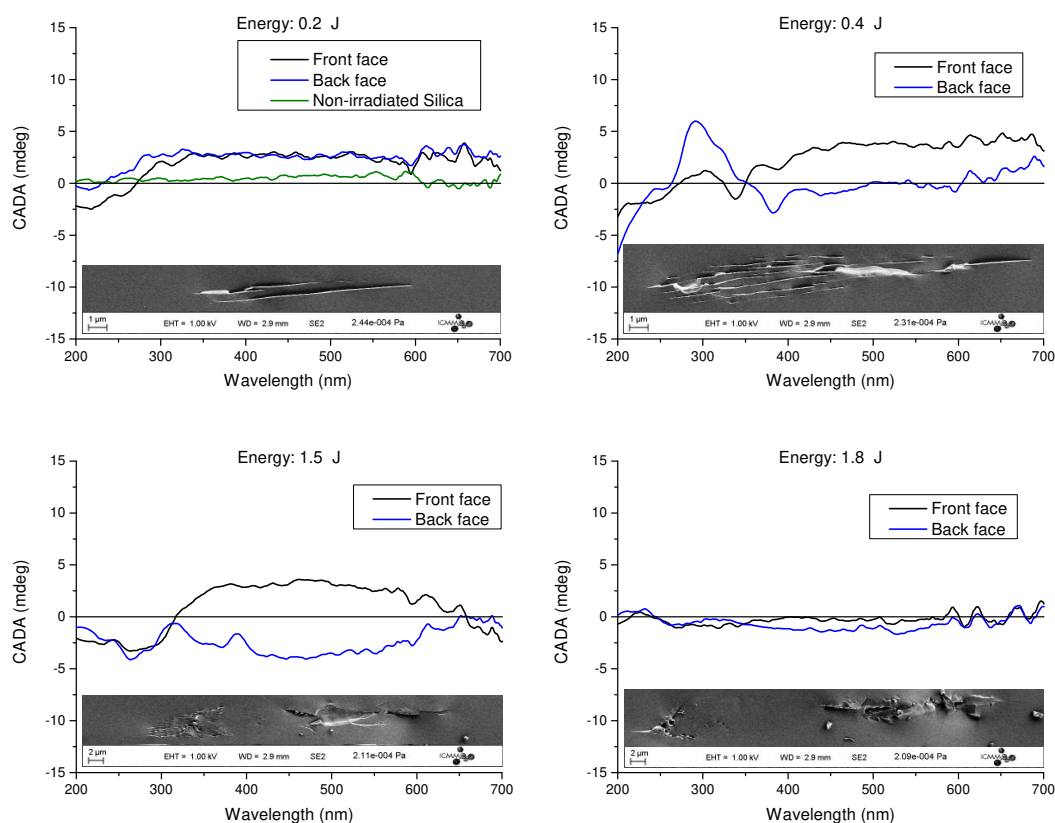 Energy: 0.2 J
Front face
Back face
Non-irradiated Silica
CADA (mdeg)
15
10
5
0
-5
-10
-15
1 µm
EHT = 1.00 kV WD = 2.9 mm SE2 2.44e-004 Pa
ICMMO
200 300 400 500 600 700
Wavelength (nm)
Energy: 0.4 J
Front face
Back face
CADA (mdeg)
15
10
5
0
-5
-10
-15
1 µm
EHT = 1.00 kV WD = 2.9 mm SE2 2.31e-004 Pa
ICMMO
200 300 400 500 600 700
Wavelength (nm)
Energy: 1.5 J
Front face
Back face
CADA (mdeg)
15
10
5
0
-5
-10
-15
2 µm
EHT = 1.00 kV WD = 2.9 mm SE2 2.11e-004 Pa
ICMMO
200 300 400 500 600 700
Wavelength (nm)
Energy: 1.8 J
Front face
Back face
CADA (mdeg)
15
10
5
0
-5
-10
-15
2 µm
EHT = 1.00 kV WD = 2.9 mm SE2 2.09e-004 Pa
ICMMO
200 300 400 500 600 700
Wavelength (nm)